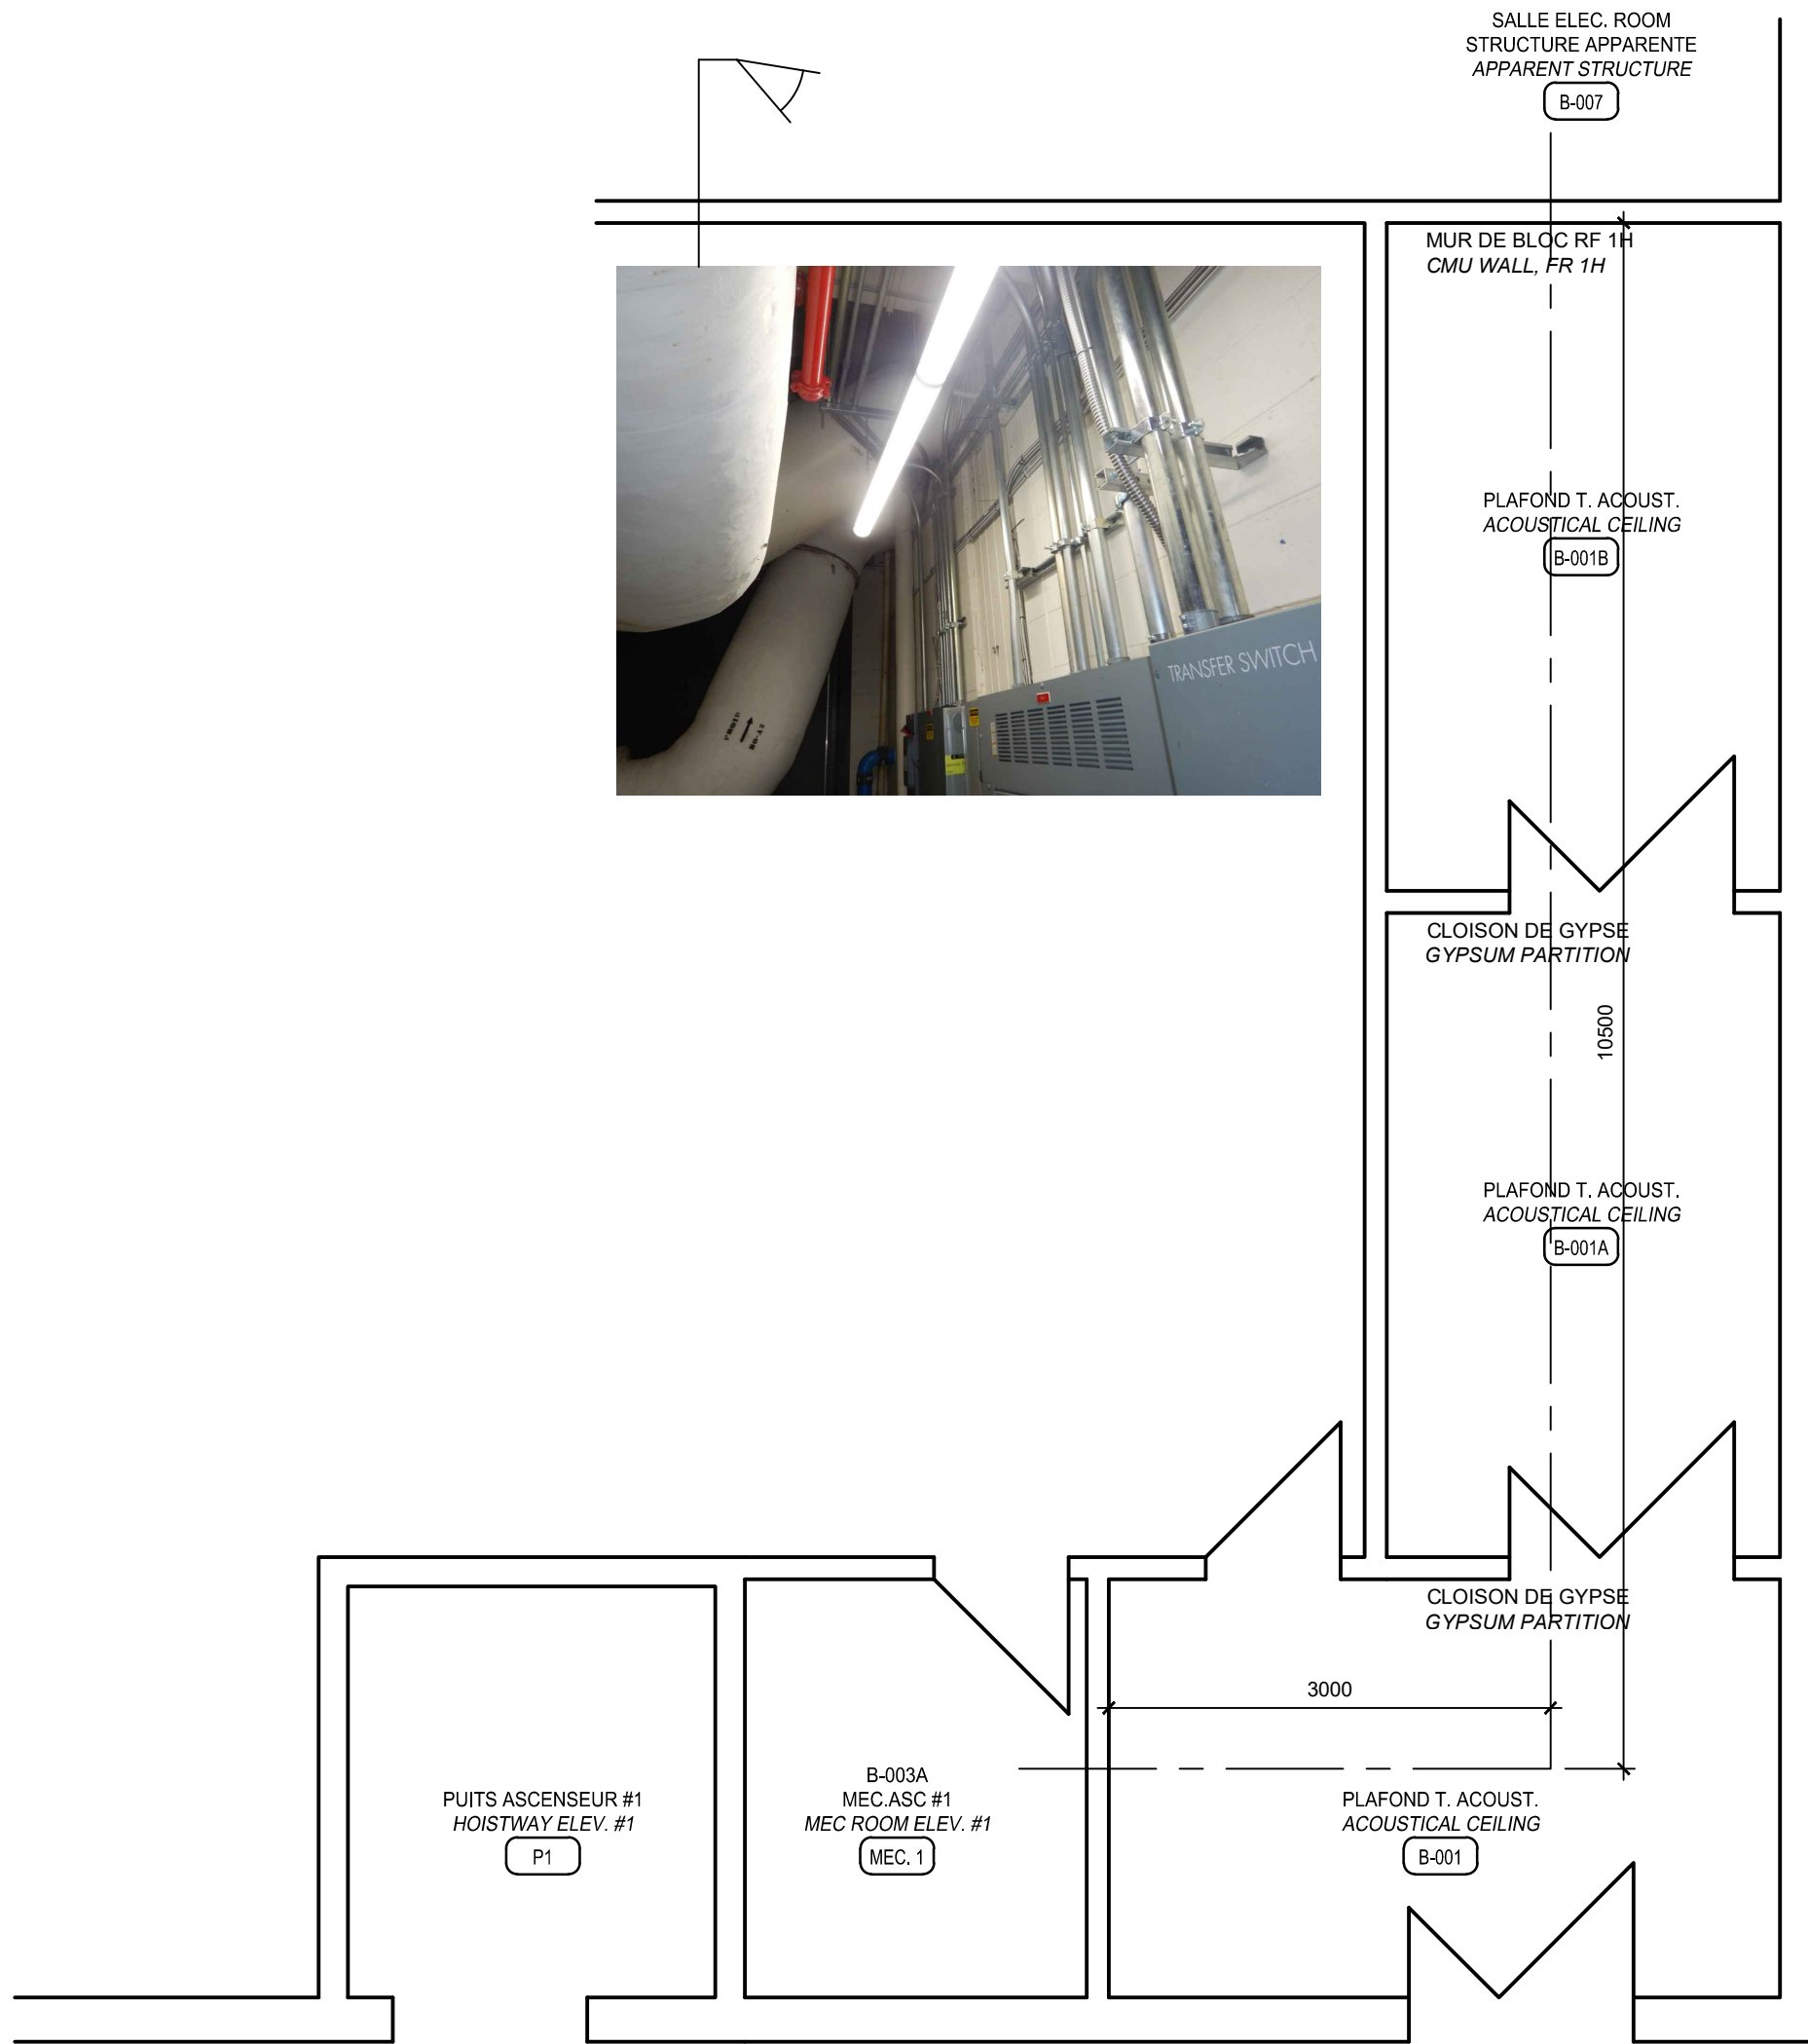 SALLE ELEC. ROOM
STRUCTURE APPARENTE
APPARENT STRUCTURE
B-007
MUR DE BLOC RF 1H
CMU WALL, FR 1H
TRANSFER SWITCH
FROID
PLAFOND T. ACOUST.
ACOUSTICAL CEILING
B-001B
CLOISON DE GYPSE
GYPSUM PARTITION
10500
PLAFOND T. ACOUST.
ACOUSTICAL CEILING
B-001A
CLOISON DE GYPSE
GYPSUM PARTITION
3000
PUITS ASCENSEUR #1
HOISTWAY ELEV. #1
P1
B-003A
MEC.ASC #1
MEC ROOM ELEV. #1
MEC. 1
PLAFOND T. ACOUST.
ACOUSTICAL CEILING
B-001